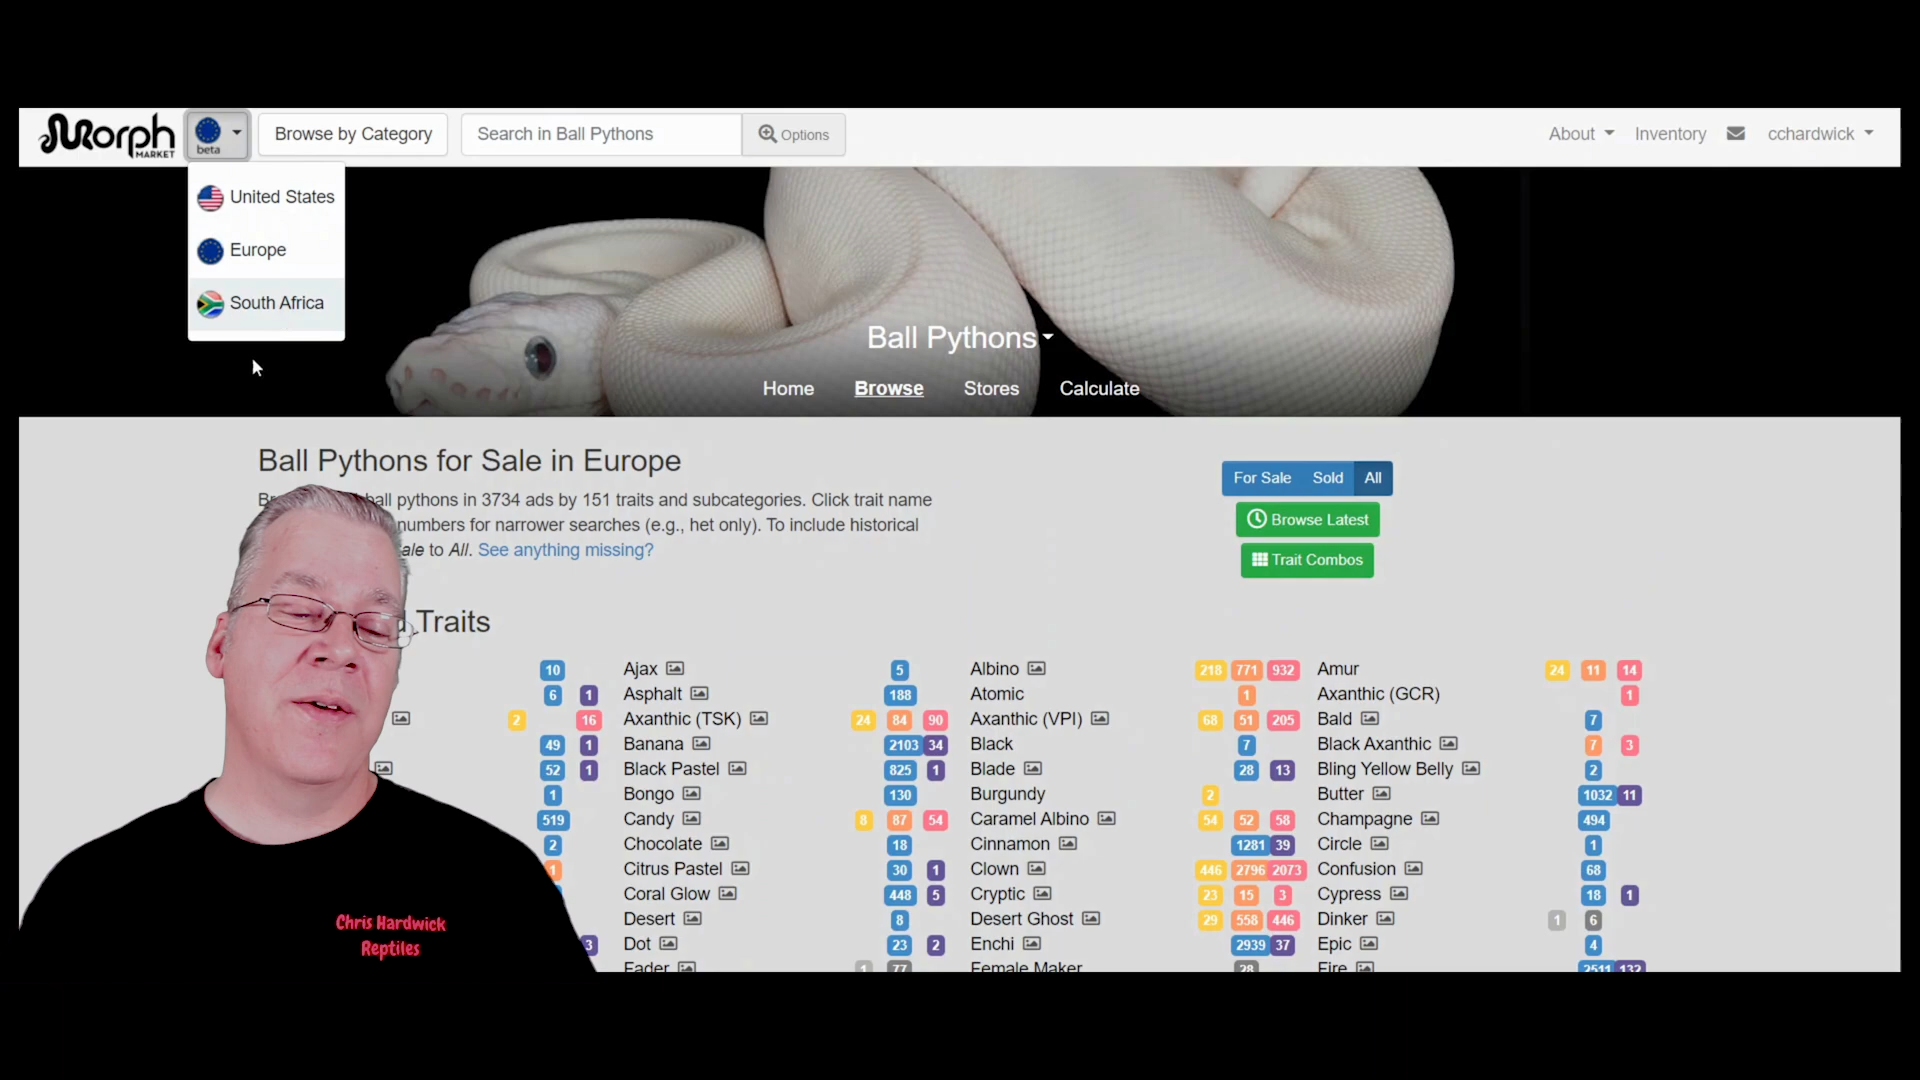 Morph
MARKET
beta
Browse by Category
Search in Ball Pythons
Options
About
Inventory
cchardwick
United States
Europe
South Africa
Ball Pythons
Home Browse Stores Calculate
Ball Pythons for Sale in Europe
ball pythons in 3734 ads by 151 traits and subcategories. Click trait name
numbers for narrower searches (e.g., het only). To include historical
to All. See anything missing?
For Sale Sold All
Browse Latest
Trait Combos
Traits
10 Ajax 5 Albino 218 771 932 Amur 24 11 14
6 1 Asphalt 188 Atomic 1 Axanthic (GCR) 1
2 16 Axanthic (TSK) 24 84 90 Axanthic (VPI) 68 51 205 Bald 7
49 1 Banana 2103 34 Black 7 Black Axanthic 7 3
52 1 Black Pastel 825 1 Blade 28 13 Bling Yellow Belly 2
1 Bongo 130 Burgundy 2 Butter 1032 11
519 Candy 8 87 54 Caramel Albino 54 52 58 Champagne 494
2 Chocolate 18 Cinnamon 1281 39 Circle 1
1 Citrus Pastel 30 1 Clown 446 2796 2073 Confusion 68
Coral Glow 448 5 Cryptic 23 15 3 Cypress 18 1
Desert 8 Desert Ghost 29 558 446 Dinker 1 6
3 Dot 23 2 Enchi 2939 37 Epic 4
Fader 1 77 Female Maker 28 Fire 2511 132
Chris Hardwick
Reptiles